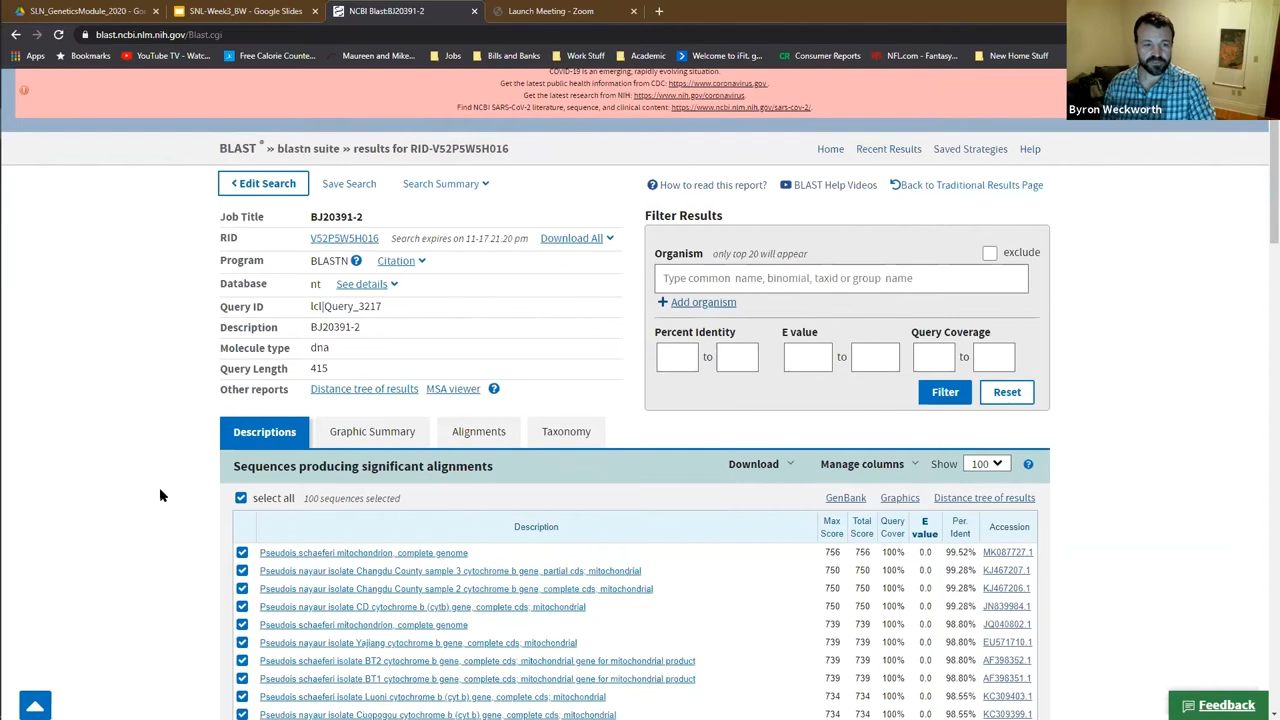 SLN_GeneticsModule_2020 - Go
SNL-Week3_BW - Google Slides
NCBI Blast:BJ20391-2
Launch Meeting - Zoom
blast.ncbi.nlm.nih.gov/Blast.cgi
Apps Bookmarks YouTube TV - Watc... Free Calorie Counte... Maureen and Mike... Jobs Bills and Banks Work Stuff Academic Welcome to iFit. g... Consumer Reports NFL.com - Fantasy... New Home Stuff
COVID-19 is an emerging, rapidly evolving situation.
Get the latest public health information from CDC: https://www.coronavirus.gov.
Get the latest research from NIH: https://www.nih.gov/coronavirus.
Find NCBI SARS-CoV-2 literature, sequence, and clinical content: https://www.ncbi.nlm.nih.gov/sars-cov-2/.
Byron Weckworth
BLAST ® » blastn suite » results for RID-V52P5W5H016
Home Recent Results Saved Strategies Help
Edit Search Save Search Search Summary
How to read this report? BLAST Help Videos Back to Traditional Results Page
Job Title BJ20391-2
RID V52P5W5H016 Search expires on 11-17 21:20 pm Download All
Program BLASTN ? Citation
Database nt See details
Query ID lcl|Query_3217
Description BJ20391-2
Molecule type dna
Query Length 415
Other reports Distance tree of results MSA viewer ?
Filter Results
Organism only top 20 will appear exclude
Type common name, binomial, taxid or group name
+ Add organism
Percent Identity E value Query Coverage
to to to
Filter Reset
Descriptions Graphic Summary Alignments Taxonomy
Sequences producing significant alignments Download Manage columns Show 100 ?
select all 100 sequences selected GenBank Graphics Distance tree of results
Description Max Score Total Score Query Cover E value Per. Ident Accession
Pseudois schaeferi mitochondrion, complete genome 756 756 100% 0.0 99.52% MK087727.1
Pseudois nayaur isolate Changdu County sample 3 cytochrome b gene, partial cds; mitochondrial 750 750 100% 0.0 99.28% KJ467207.1
Pseudois nayaur isolate Changdu County sample 2 cytochrome b gene, complete cds; mitochondrial 750 750 100% 0.0 99.28% KJ467206.1
Pseudois nayaur isolate CD cytochrome b (cytb) gene, complete cds; mitochondrial 750 750 100% 0.0 99.28% JN839984.1
Pseudois schaeferi mitochondrion, complete genome 739 739 100% 0.0 98.80% JQ040802.1
Pseudois nayaur isolate Yajiang cytochrome b gene, complete cds; mitochondrial 739 739 100% 0.0 98.80% EU571710.1
Pseudois schaeferi isolate BT2 cytochrome b gene, complete cds; mitochondrial gene for mitochondrial product 739 739 100% 0.0 98.80% AF398352.1
Pseudois schaeferi isolate BT1 cytochrome b gene, complete cds; mitochondrial gene for mitochondrial product 739 739 100% 0.0 98.80% AF398351.1
Pseudois schaeferi isolate Luoni cytochrome b (cyt b) gene, complete cds; mitochondrial 734 734 100% 0.0 98.55% KC309403.1
Pseudois nayaur isolate Cuopogou cytochrome b (cyt b) gene, complete cds; mitochondrial 734 734 100% 0.0 98.55% KC309399.1
Feedback